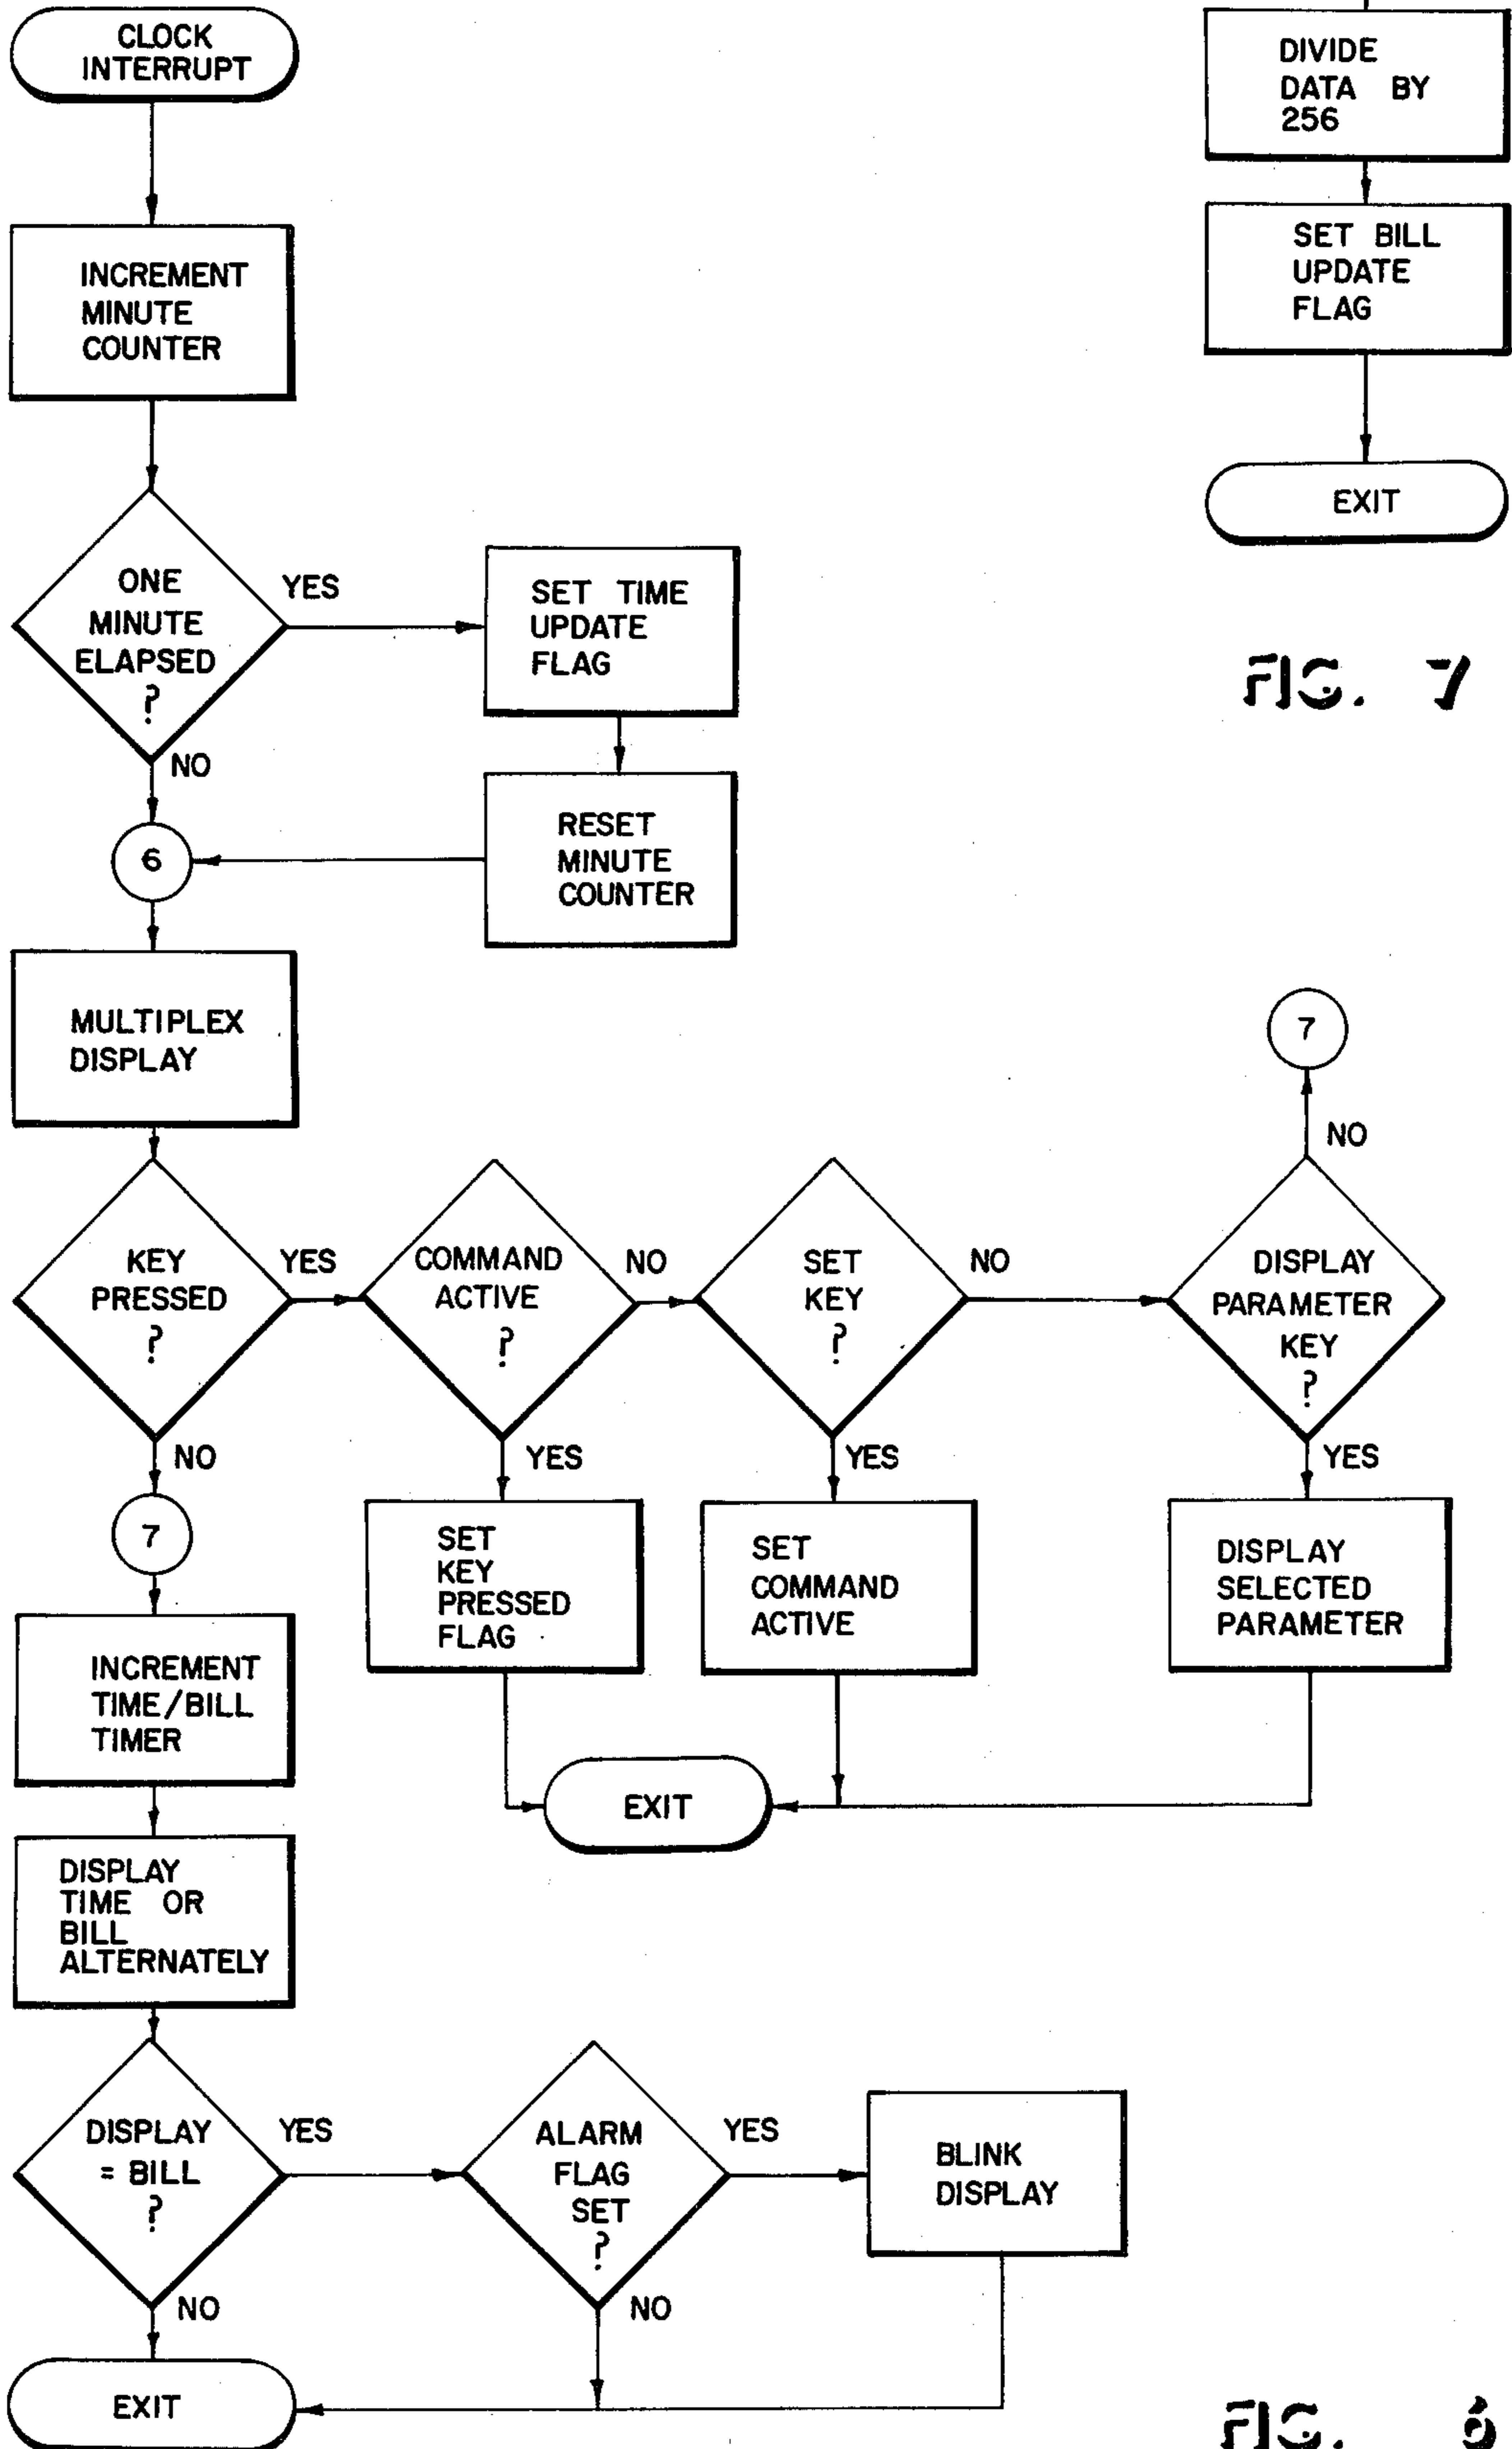 CLOCK
INTERRUPT
INCREMENT
MINUTE
COUNTER
ONE
MINUTE
ELAPSED
?
YES
NO
SET TIME
UPDATE
FLAG
RESET
MINUTE
COUNTER
6
MULTIPLEX
DISPLAY
KEY
PRESSED
?
YES
NO
COMMAND
ACTIVE
?
NO
YES
SET
KEY
?
NO
YES
DISPLAY
PARAMETER
KEY
?
NO
7
YES
SET
KEY
PRESSED
FLAG
SET
COMMAND
ACTIVE
DISPLAY
SELECTED
PARAMETER
EXIT
7
INCREMENT
TIME/BILL
TIMER
DISPLAY
TIME OR
BILL
ALTERNATELY
DISPLAY
= BILL
?
YES
NO
ALARM
FLAG
SET
?
YES
NO
BLINK
DISPLAY
EXIT
FIG. 6
DIVIDE
DATA BY
256
SET BILL
UPDATE
FLAG
EXIT
FIG. 7